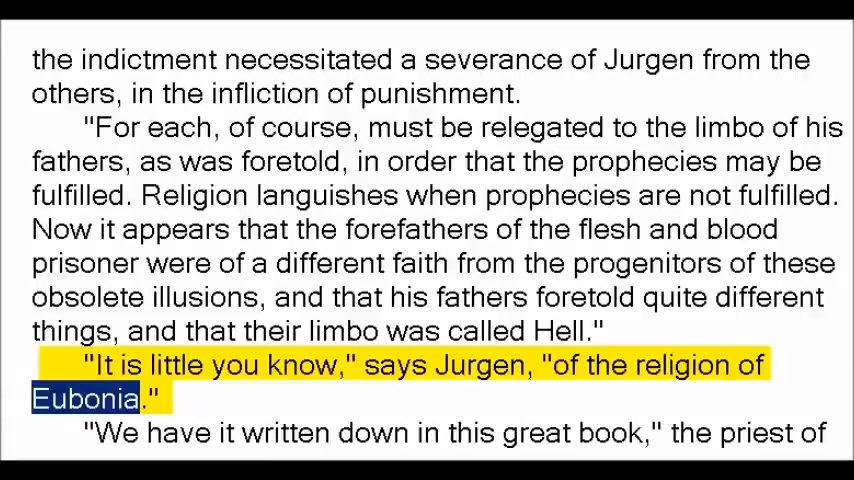 the indictment necessitated a severance of Jurgen from the
others, in the infliction of punishment.
"For each, of course, must be relegated to the limbo of his
fathers, as was foretold, in order that the prophecies may be
fulfilled. Religion languishes when prophecies are not fulfilled.
Now it appears that the forefathers of the flesh and blood
prisoner were of a different faith from the progenitors of these
obsolete illusions, and that his fathers foretold quite different
things, and that their limbo was called Hell."
"It is little you know," says Jurgen, "of the religion of
Eubonia."
"We have it written down in this great book," the priest of